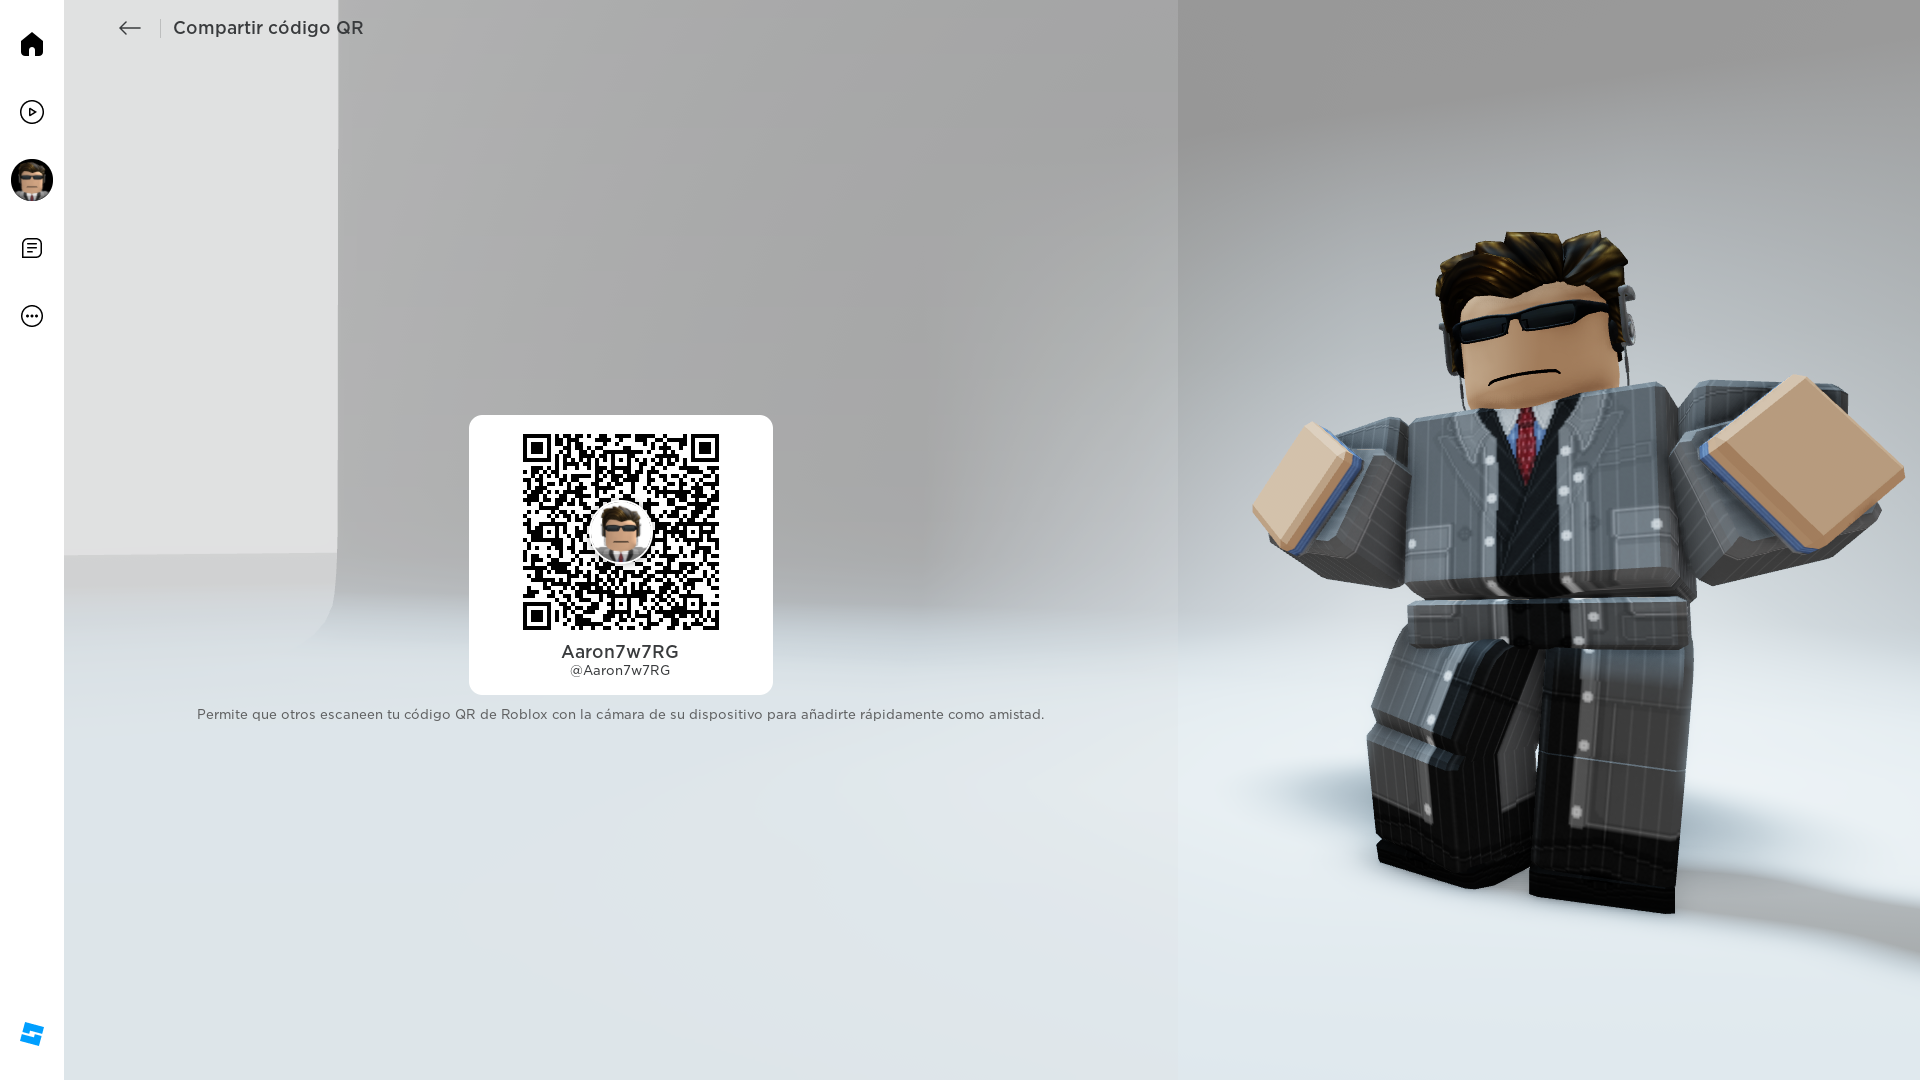 Compartir código QR
Aaron7w7RG
@Aaron7w7RG
Permite que otros escaneen tu código QR de Roblox con la cámara de su dispositivo para añadirte rápidamente como amistad.